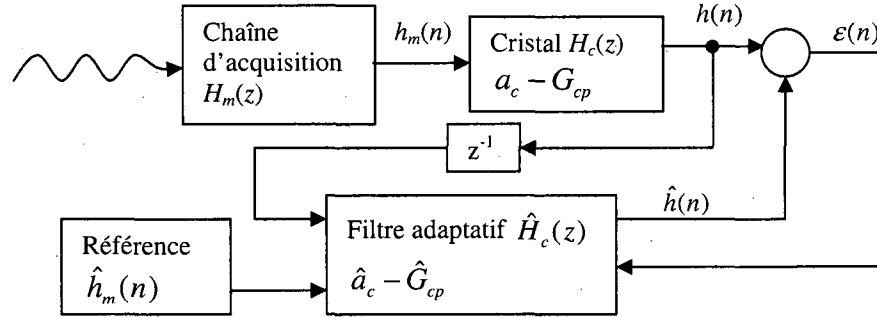 Chaîne
d'acquisition
H_m(z)
h_m(n)
Cristal H_c(z)
a_c − G_cp
h(n)
ε(n)
z^-1
Référence
ĥ_m(n)
Filtre adaptatif Ĥ_c(z)
â_c − Ĝ_cp
ĥ(n)